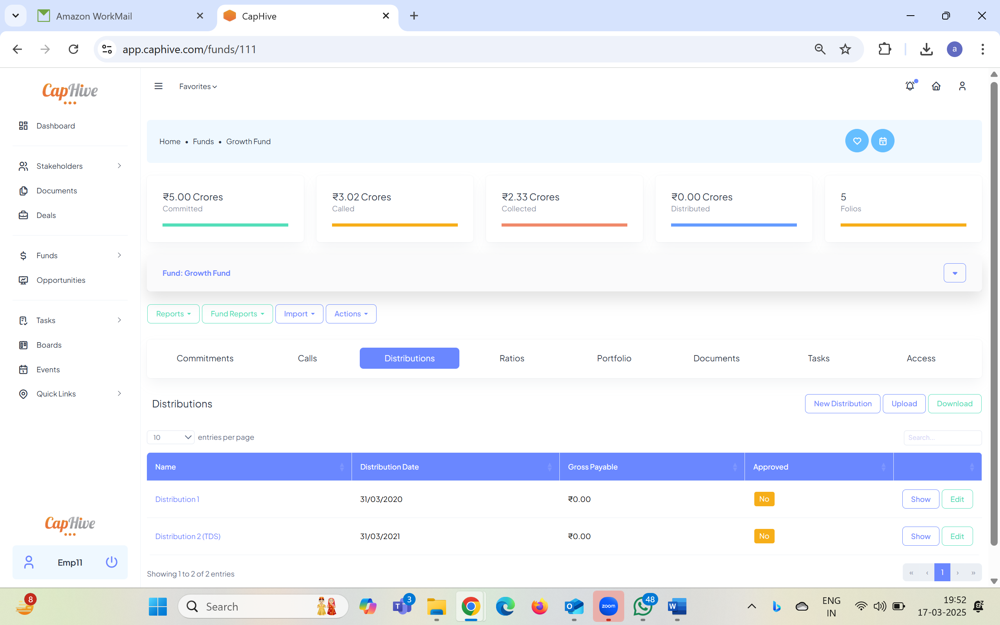 Amazon WorkMail
CapHive
app.caphive.com/funds/111
a
CapHive
Favorites
Dashboard
Home • Funds • Growth Fund
Stakeholders
Documents
Deals
₹5.00 Crores
Committed
₹3.02 Crores
Called
₹2.33 Crores
Collected
₹0.00 Crores
Distributed
5
Folios
Funds
Opportunities
Fund: Growth Fund
Reports
Fund Reports
Import
Actions
Tasks
Boards
Events
Quick Links
Commitments
Calls
Distributions
Ratios
Portfolio
Documents
Tasks
Access
Distributions
New Distribution
Upload
Download
10
entries per page
Search...
Name
Distribution Date
Gross Payable
Approved
Distribution 1
31/03/2020
₹0.00
No
Show
Edit
Distribution 2 (TDS)
31/03/2021
₹0.00
No
Show
Edit
Showing 1 to 2 of 2 entries
« ‹ 1 › »
CapHive
Emp11
8
Search
3
T
O
zoom
48
W
ENG
IN
19:52
17-03-2025